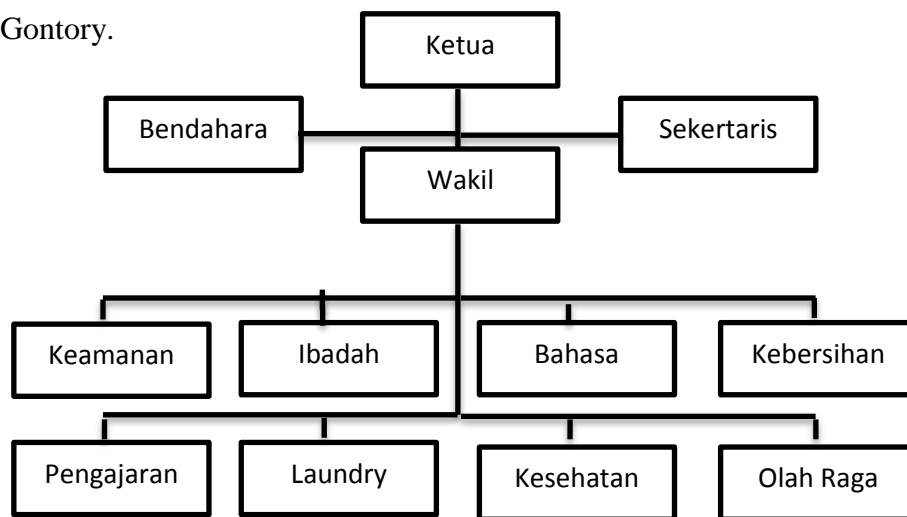 Gontory.
Ketua
Bendahara
Sekertaris
Wakil
Keamanan
Ibadah
Bahasa
Kebersihan
Pengajaran
Laundry
Kesehatan
Olah Raga